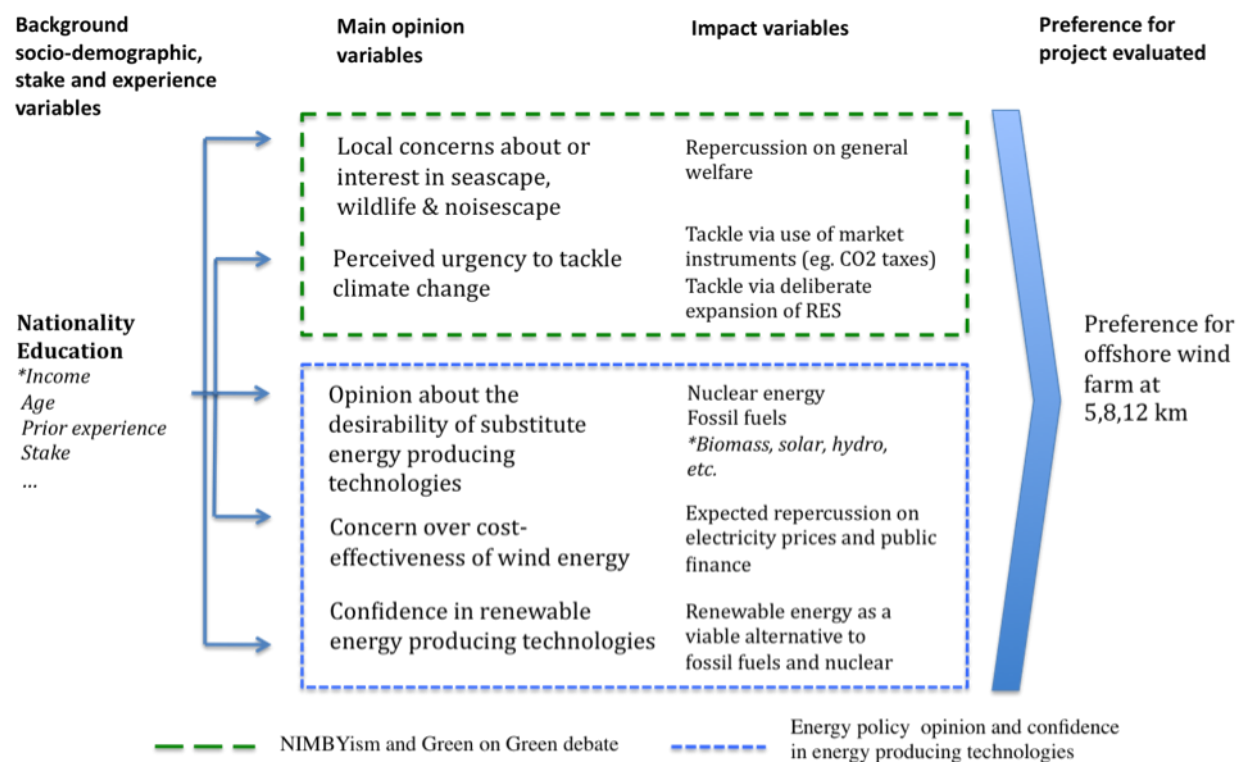 Background
socio-demographic,
stake and experience
variables
Main opinion
variables
Impact variables
Preference for
project evaluated
Nationality
Education
*Income
Age
Prior experience
Stake
...
Local concerns about or
interest in seascape,
wildlife & noisescape
Repercussion on general
welfare
Perceived urgency to tackle
climate change
Tackle via use of market
instruments (eg. CO2 taxes)
Tackle via deliberate
expansion of RES
Opinion about the
desirability of substitute
energy producing
technologies
Nuclear energy
Fossil fuels
*Biomass, solar, hydro,
etc.
Concern over cost-
effectiveness of wind energy
Expected repercussion on
electricity prices and public
finance
Confidence in renewable
energy producing technologies
Renewable energy as a
viable alternative to
fossil fuels and nuclear
Preference for
offshore wind
farm at
5,8,12 km
NIMBYism and Green on Green debate
Energy policy opinion and confidence
in energy producing technologies